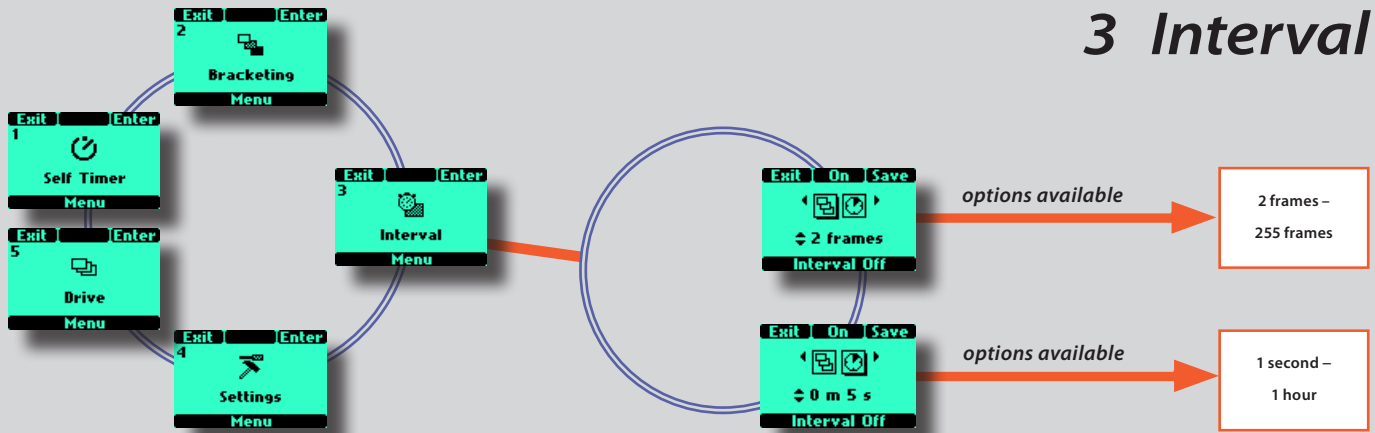 3 Interval
Exit Enter
2
Bracketing
Menu
Exit Enter
1
Self Timer
Menu
Exit Enter
5
Drive
Menu
Exit Enter
4
Settings
Menu
Exit Enter
3
Interval
Menu
Exit On Save
2 frames
Interval Off
options available
2 frames –
255 frames
Exit On Save
0 m 5 s
Interval Off
options available
1 second –
1 hour